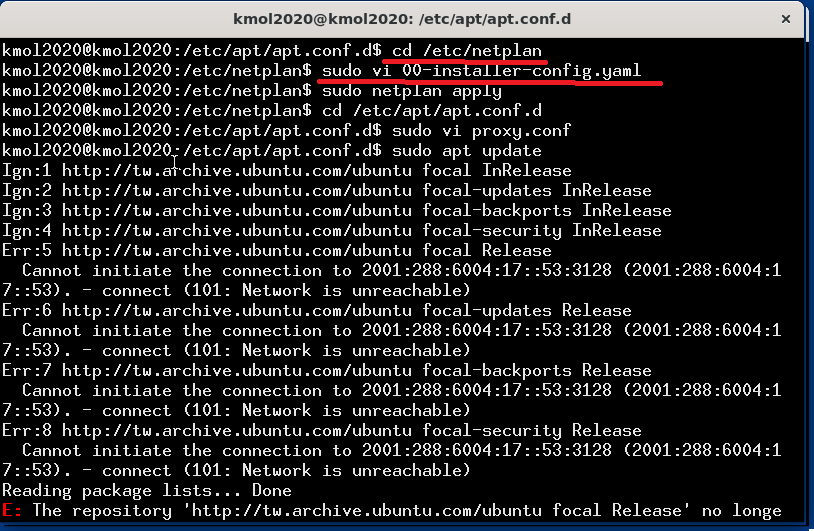 kmol2020@kmol2020: /etc/apt/apt.conf.d
kmol2020@kmol2020:/etc/apt/apt.conf.d$ cd /etc/netplan
kmol2020@kmol2020:/etc/netplan$ sudo vi 00-installer-config.yaml
kmol2020@kmol2020:/etc/netplan$ sudo netplan apply
kmol2020@kmol2020:/etc/netplan$ cd /etc/apt/apt.conf.d
kmol2020@kmol2020:/etc/apt/apt.conf.d$ sudo vi proxy.conf
kmol2020@kmol2020:/etc/apt/apt.conf.d$ sudo apt update
Ign:1 http://tw.archive.ubuntu.com/ubuntu focal InRelease
Ign:2 http://tw.archive.ubuntu.com/ubuntu focal-updates InRelease
Ign:3 http://tw.archive.ubuntu.com/ubuntu focal-backports InRelease
Ign:4 http://tw.archive.ubuntu.com/ubuntu focal-security InRelease
Err:5 http://tw.archive.ubuntu.com/ubuntu focal Release
  Cannot initiate the connection to 2001:288:6004:17::53:3128 (2001:288:6004:1
7::53). - connect (101: Network is unreachable)
Err:6 http://tw.archive.ubuntu.com/ubuntu focal-updates Release
  Cannot initiate the connection to 2001:288:6004:17::53:3128 (2001:288:6004:1
7::53). - connect (101: Network is unreachable)
Err:7 http://tw.archive.ubuntu.com/ubuntu focal-backports Release
  Cannot initiate the connection to 2001:288:6004:17::53:3128 (2001:288:6004:1
7::53). - connect (101: Network is unreachable)
Err:8 http://tw.archive.ubuntu.com/ubuntu focal-security Release
  Cannot initiate the connection to 2001:288:6004:17::53:3128 (2001:288:6004:1
7::53). - connect (101: Network is unreachable)
Reading package lists... Done
E: The repository 'http://tw.archive.ubuntu.com/ubuntu focal Release' no longe